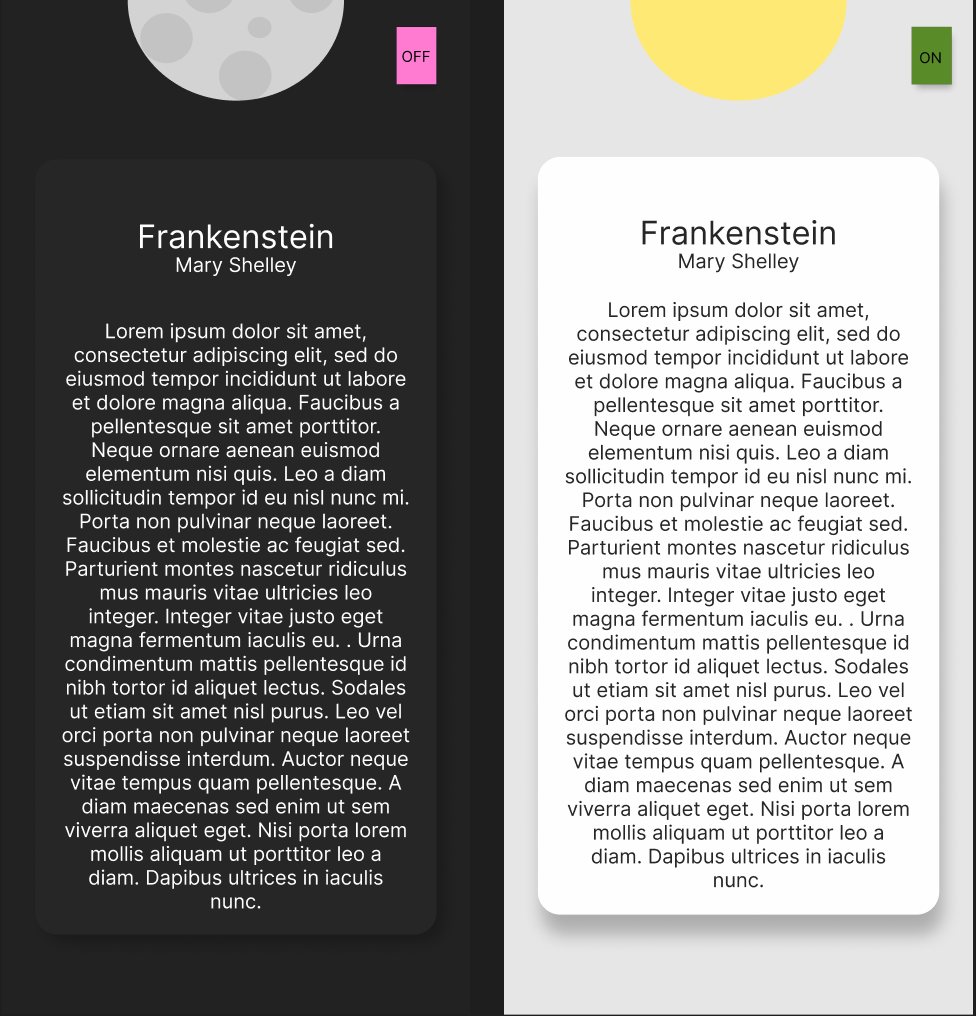 OFF
Frankenstein
Mary Shelley
Lorem ipsum dolor sit amet,
consectetur adipiscing elit, sed do
eiusmod tempor incididunt ut labore
et dolore magna aliqua. Faucibus a
pellentesque sit amet porttitor.
Neque ornare aenean euismod
elementum nisi quis. Leo a diam
sollicitudin tempor id eu nisl nunc mi.
Porta non pulvinar neque laoreet.
Faucibus et molestie ac feugiat sed.
Parturient montes nascetur ridiculus
mus mauris vitae ultricies leo
integer. Integer vitae justo eget
magna fermentum iaculis eu. . Urna
condimentum mattis pellentesque id
nibh tortor id aliquet lectus. Sodales
ut etiam sit amet nisl purus. Leo vel
orci porta non pulvinar neque laoreet
suspendisse interdum. Auctor neque
vitae tempus quam pellentesque. A
diam maecenas sed enim ut sem
viverra aliquet eget. Nisi porta lorem
mollis aliquam ut porttitor leo a
diam. Dapibus ultrices in iaculis
nunc.
ON
Frankenstein
Mary Shelley
Lorem ipsum dolor sit amet,
consectetur adipiscing elit, sed do
eiusmod tempor incididunt ut labore
et dolore magna aliqua. Faucibus a
pellentesque sit amet porttitor.
Neque ornare aenean euismod
elementum nisi quis. Leo a diam
sollicitudin tempor id eu nisl nunc mi.
Porta non pulvinar neque laoreet.
Faucibus et molestie ac feugiat sed.
Parturient montes nascetur ridiculus
mus mauris vitae ultricies leo
integer. Integer vitae justo eget
magna fermentum iaculis eu. . Urna
condimentum mattis pellentesque id
nibh tortor id aliquet lectus. Sodales
ut etiam sit amet nisl purus. Leo vel
orci porta non pulvinar neque laoreet
suspendisse interdum. Auctor neque
vitae tempus quam pellentesque. A
diam maecenas sed enim ut sem
viverra aliquet eget. Nisi porta lorem
mollis aliquam ut porttitor leo a
diam. Dapibus ultrices in iaculis
nunc.